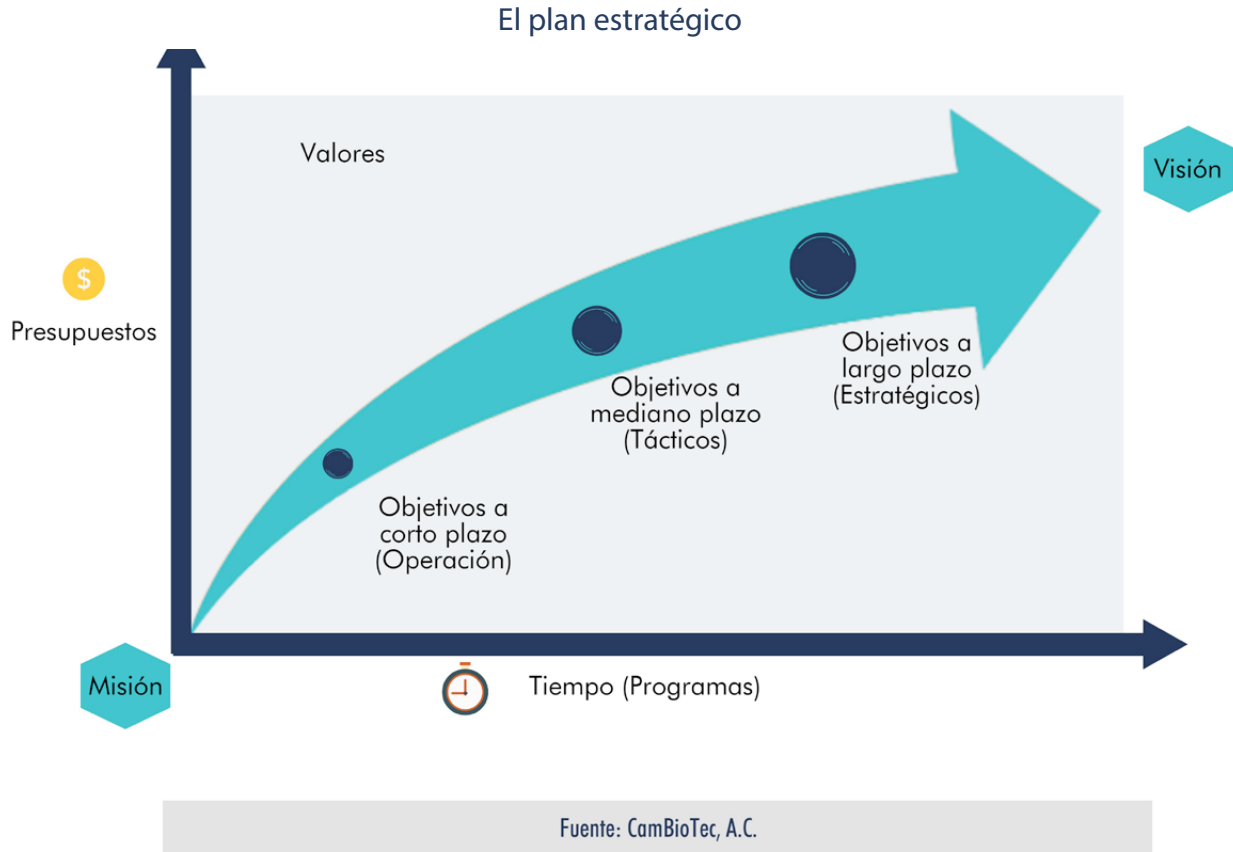 El plan estratégico
Valores
Visión
$
Presupuestos
Objetivos a
largo plazo
(Estratégicos)
Objetivos a
mediano plazo
(Tácticos)
Objetivos a
corto plazo
(Operación)
Misión
Tiempo (Programas)
Fuente: CamBioTec, A.C.